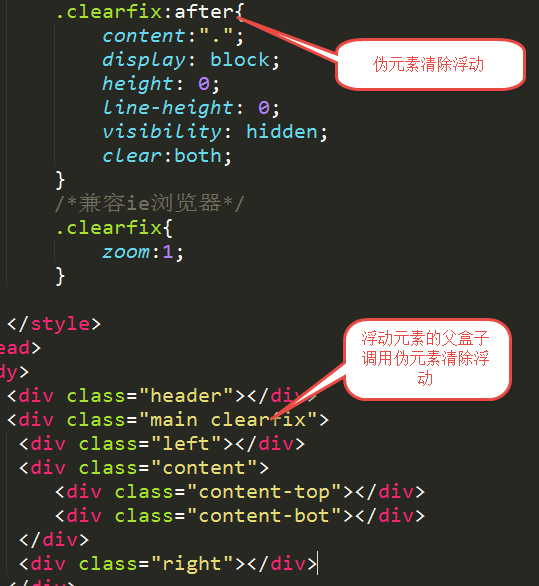 .clearfix:after{
content:".";
display: block;
height: 0;
line-height: 0;
visibility: hidden;
clear:both;
}
/*兼容ie浏览器*/
.clearfix{
zoom:1;
}
伪元素清除浮动
</style>
ead>
dy>
<div class="header"></div>
<div class="main clearfix">
<div class="left"></div>
<div class="content">
<div class="content-top"></div>
<div class="content-bot"></div>
</div>
<div class="right"></div>
</div>
浮动元素的父盒子
调用伪元素清除浮
动